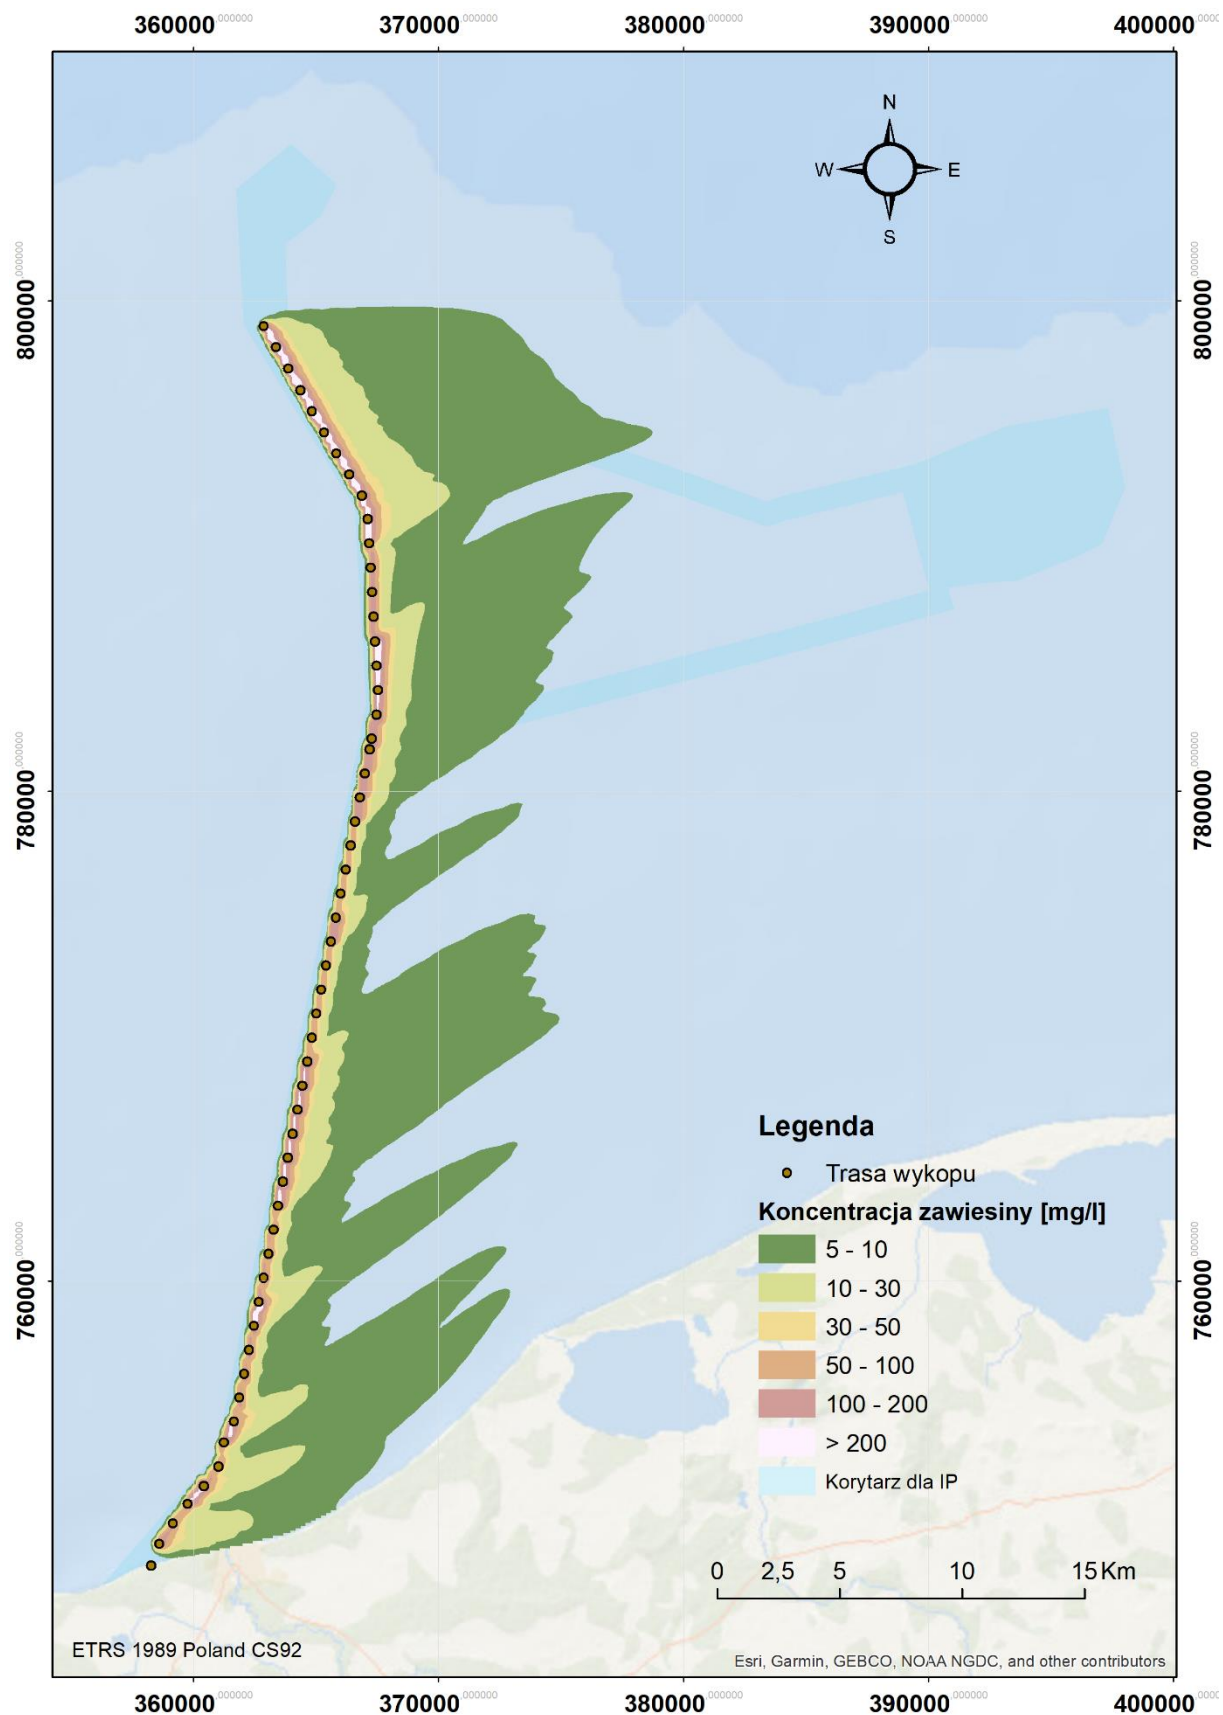 360000.000000 370000.000000 380000.000000 390000.000000 400000.000000
N
W E
S
800000.000000 800000.000000
780000.000000 780000.000000
760000.000000 760000.000000
Legenda
Trasa wykopu
Koncentracja zawiesiny [mg/l]
5 - 10
10 - 30
30 - 50
50 - 100
100 - 200
> 200
Korytarz dla IP
0 2,5 5 10 15 Km
ETRS 1989 Poland CS92
Esri, Garmin, GEBCO, NOAA NGDC, and other contributors
360000.000000 370000.000000 380000.000000 390000.000000 400000.000000